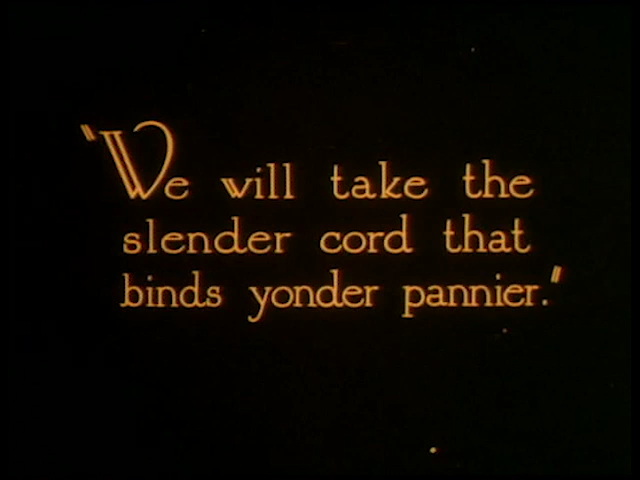 "We will take the
slender cord that
binds yonder pannier."